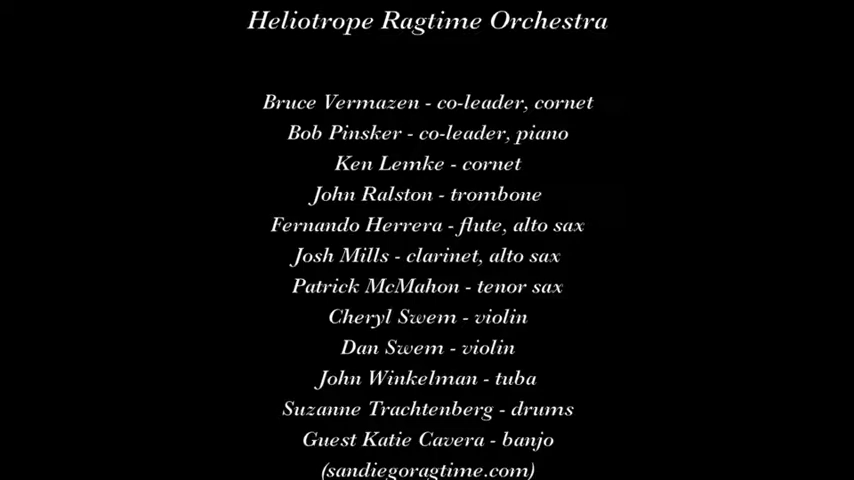 Heliotrope Ragtime Orchestra
Bruce Vermazen - co-leader, cornet
Bob Pinsker - co-leader, piano
Ken Lemke - cornet
John Ralston - trombone
Fernando Herrera - flute, alto sax
Josh Mills - clarinet, alto sax
Patrick McMahon - tenor sax
Cheryl Swem - violin
Dan Swem - violin
John Winkelman - tuba
Suzanne Trachtenberg - drums
Guest Katie Cavera - banjo
(sandiegoragtime.com)